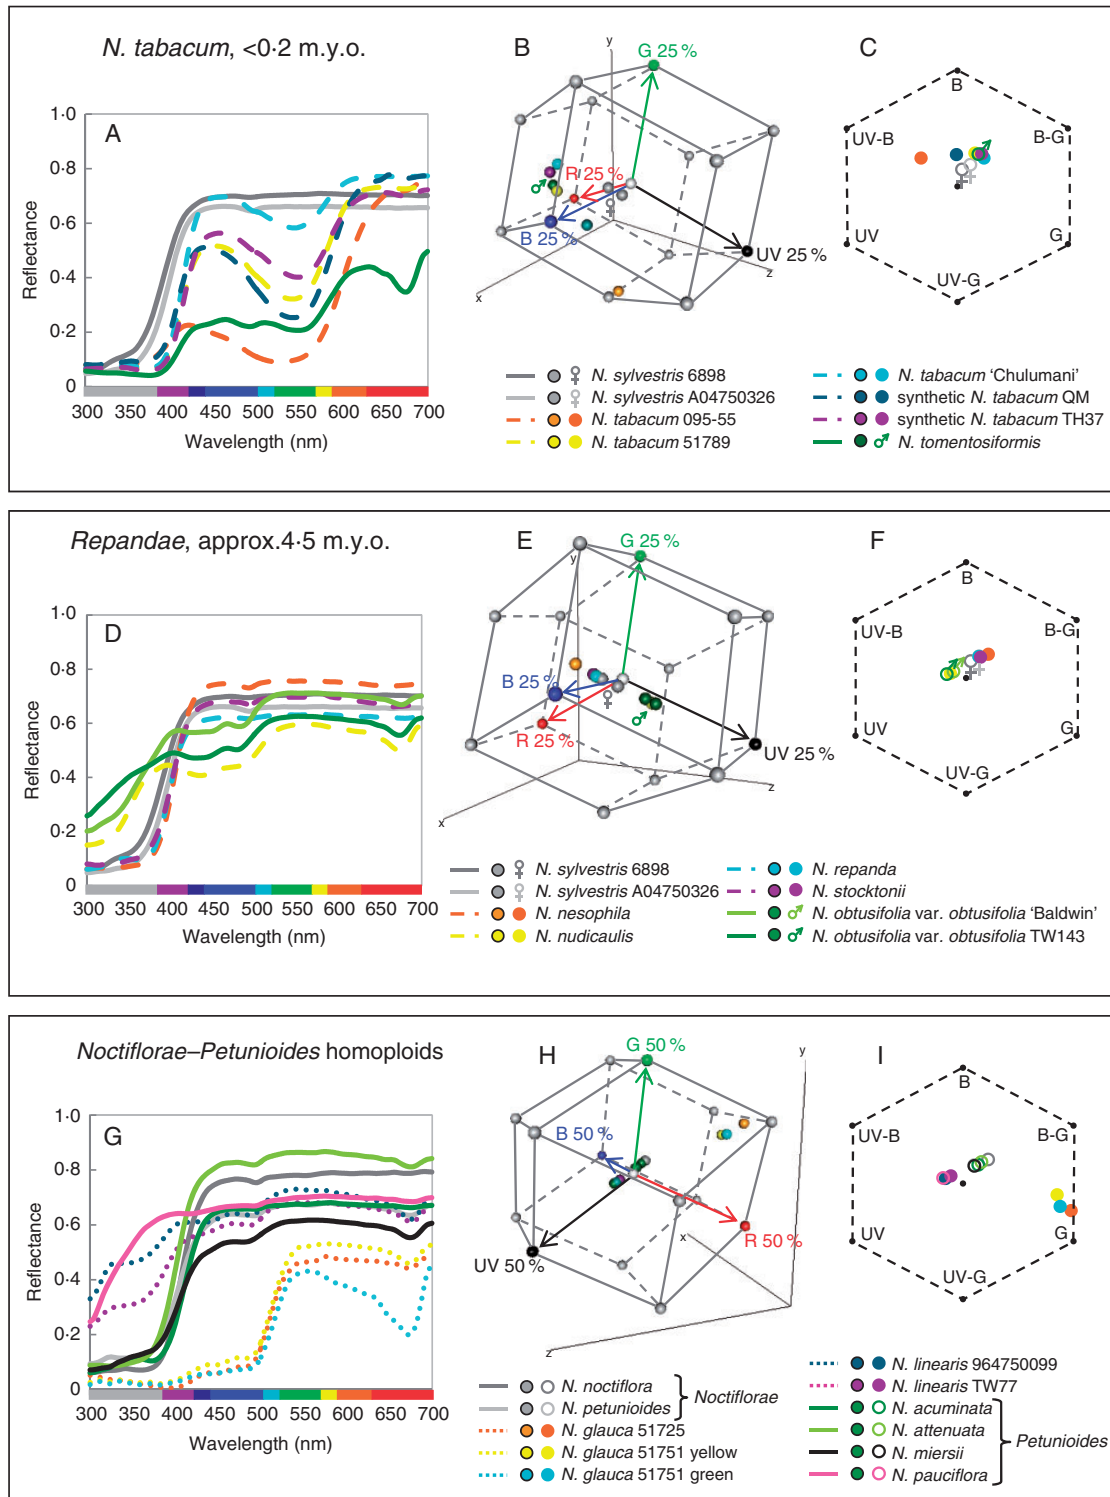 N. tabacum, <0·2 m.y.o.
A
1·0
0·8
0·6
0·4
0·2
0
Reflectance
300 400 450 500 550 600 700
Wavelength (nm)
B
y
G 25 %
R 25 %
B 25 %
UV 25 %
x
z
C
B
UV-B
B-G
UV
G
UV-G
N. sylvestris 6898
N. sylvestris A04750326
N. tabacum 095-55
N. tabacum 51789
N. tabacum ‘Chulumani’
synthetic N. tabacum QM
synthetic N. tabacum TH37
N. tomentosiformis
Repandae, approx.4·5 m.y.o.
D
1·0
0·8
0·6
0·4
0·2
0
Reflectance
300 400 450 500 550 600 700
Wavelength (nm)
E
y
G 25 %
B 25 %
R 25 %
UV 25 %
x
z
F
B
UV-B
B-G
UV
G
UV-G
N. sylvestris 6898
N. sylvestris A04750326
N. nesophila
N. nudicaulis
N. repanda
N. stocktonii
N. obtusifolia var. obtusifolia ‘Baldwin’
N. obtusifolia var. obtusifolia TW143
Noctiflorae–Petunioides homoploids
G
1·0
0·8
0·6
0·4
0·2
0
Reflectance
300 400 450 500 550 600 700
Wavelength (nm)
H
G 50 %
y
B 50 %
x
R 50 %
UV 50 %
z
I
B
UV-B
B-G
UV
G
UV-G
N. noctiflora
N. petunioides
Noctiflorae
N. glauca 51725
N. glauca 51751 yellow
N. glauca 51751 green
N. linearis 964750099
N. linearis TW77
N. acuminata
N. attenuata
N. miersii
N. pauciflora
Petunioides